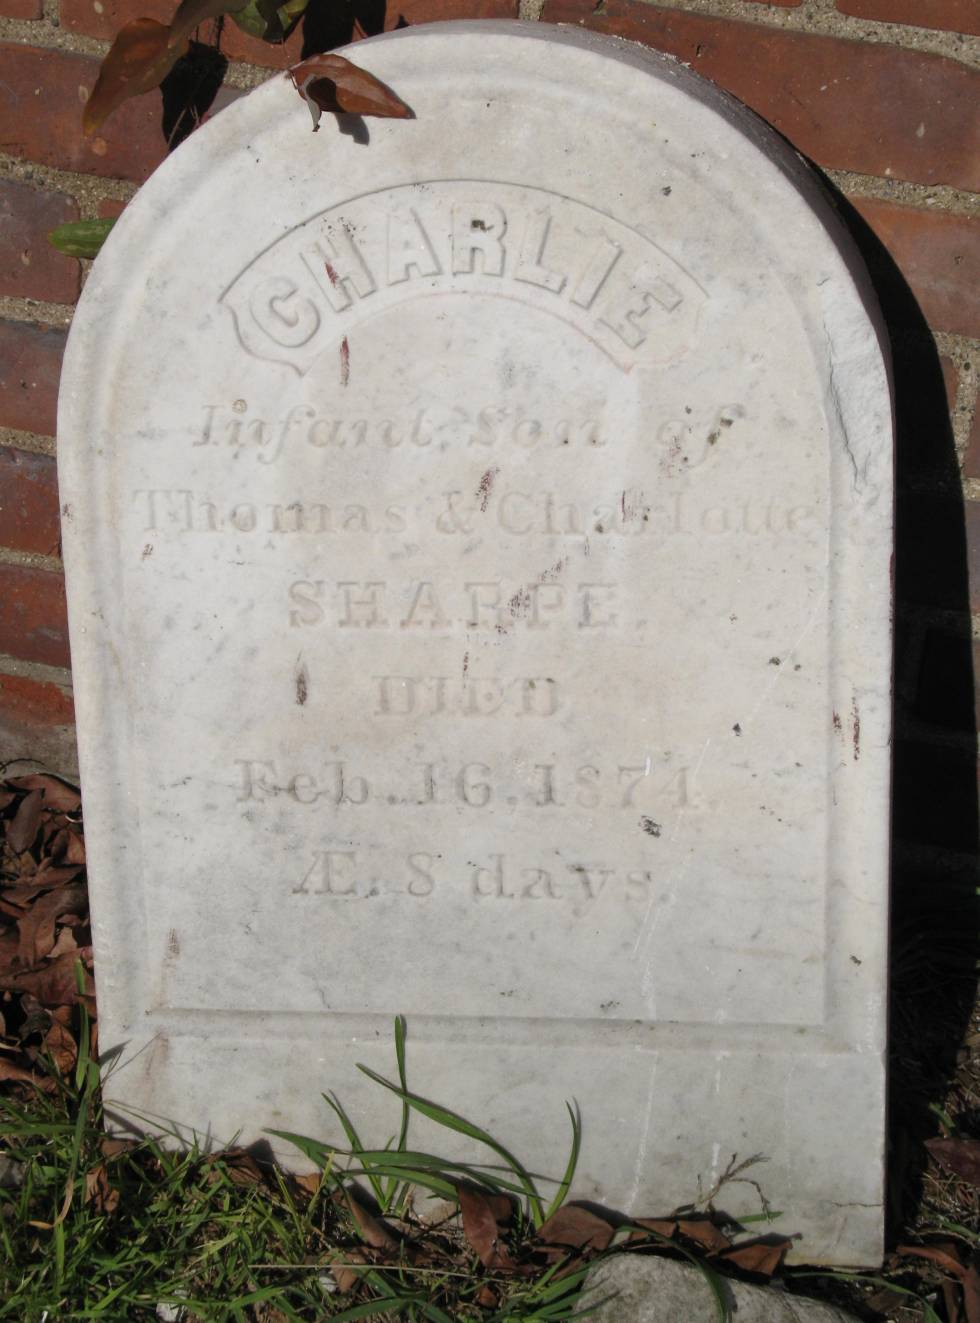 CHARLIE
Infant Son of
Thomas & Charlotte
SHARPE.
DIED
Feb. 16. 1874.
Æ. 8 days.